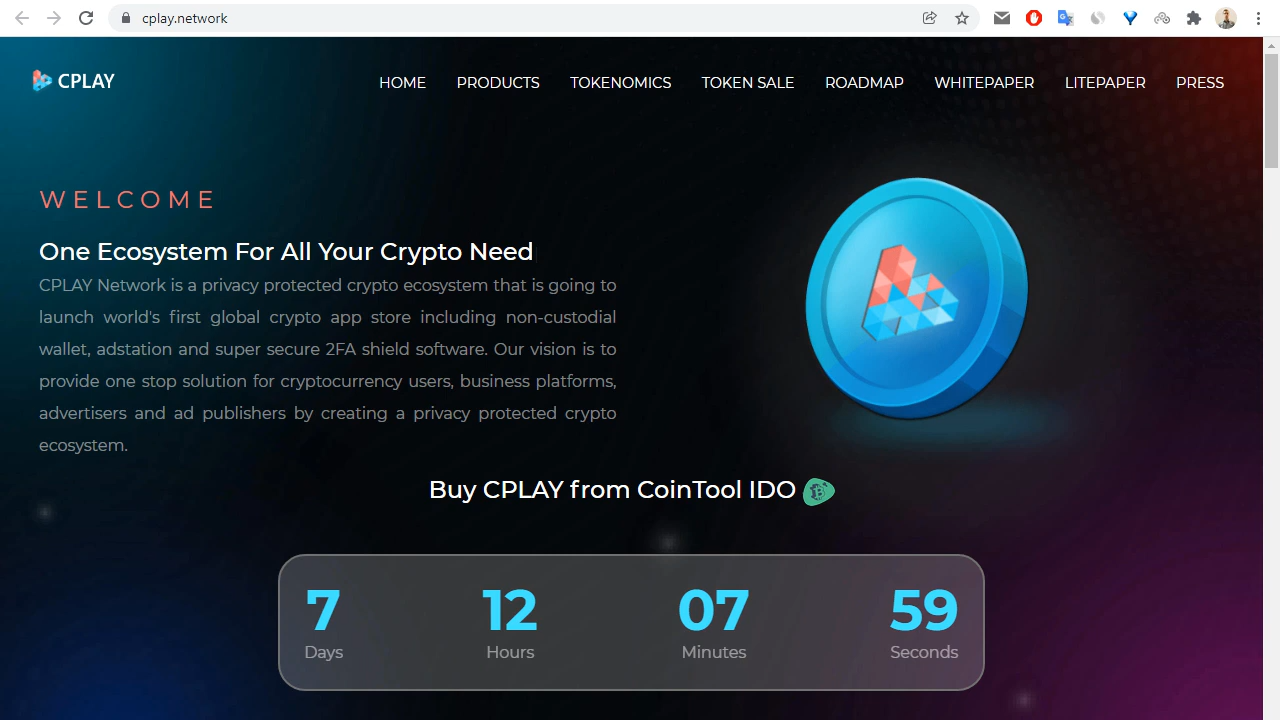 cplay.network
CPLAY
HOME PRODUCTS TOKENOMICS TOKEN SALE ROADMAP WHITEPAPER LITEPAPER PRESS
WELCOME
One Ecosystem For All Your Crypto Need
CPLAY Network is a privacy protected crypto ecosystem that is going to
launch world's first global crypto app store including non-custodial
wallet, adstation and super secure 2FA shield software. Our vision is to
provide one stop solution for cryptocurrency users, business platforms,
advertisers and ad publishers by creating a privacy protected crypto
ecosystem.
Buy CPLAY from CoinTool IDO
7 12 07 59
Days Hours Minutes Seconds